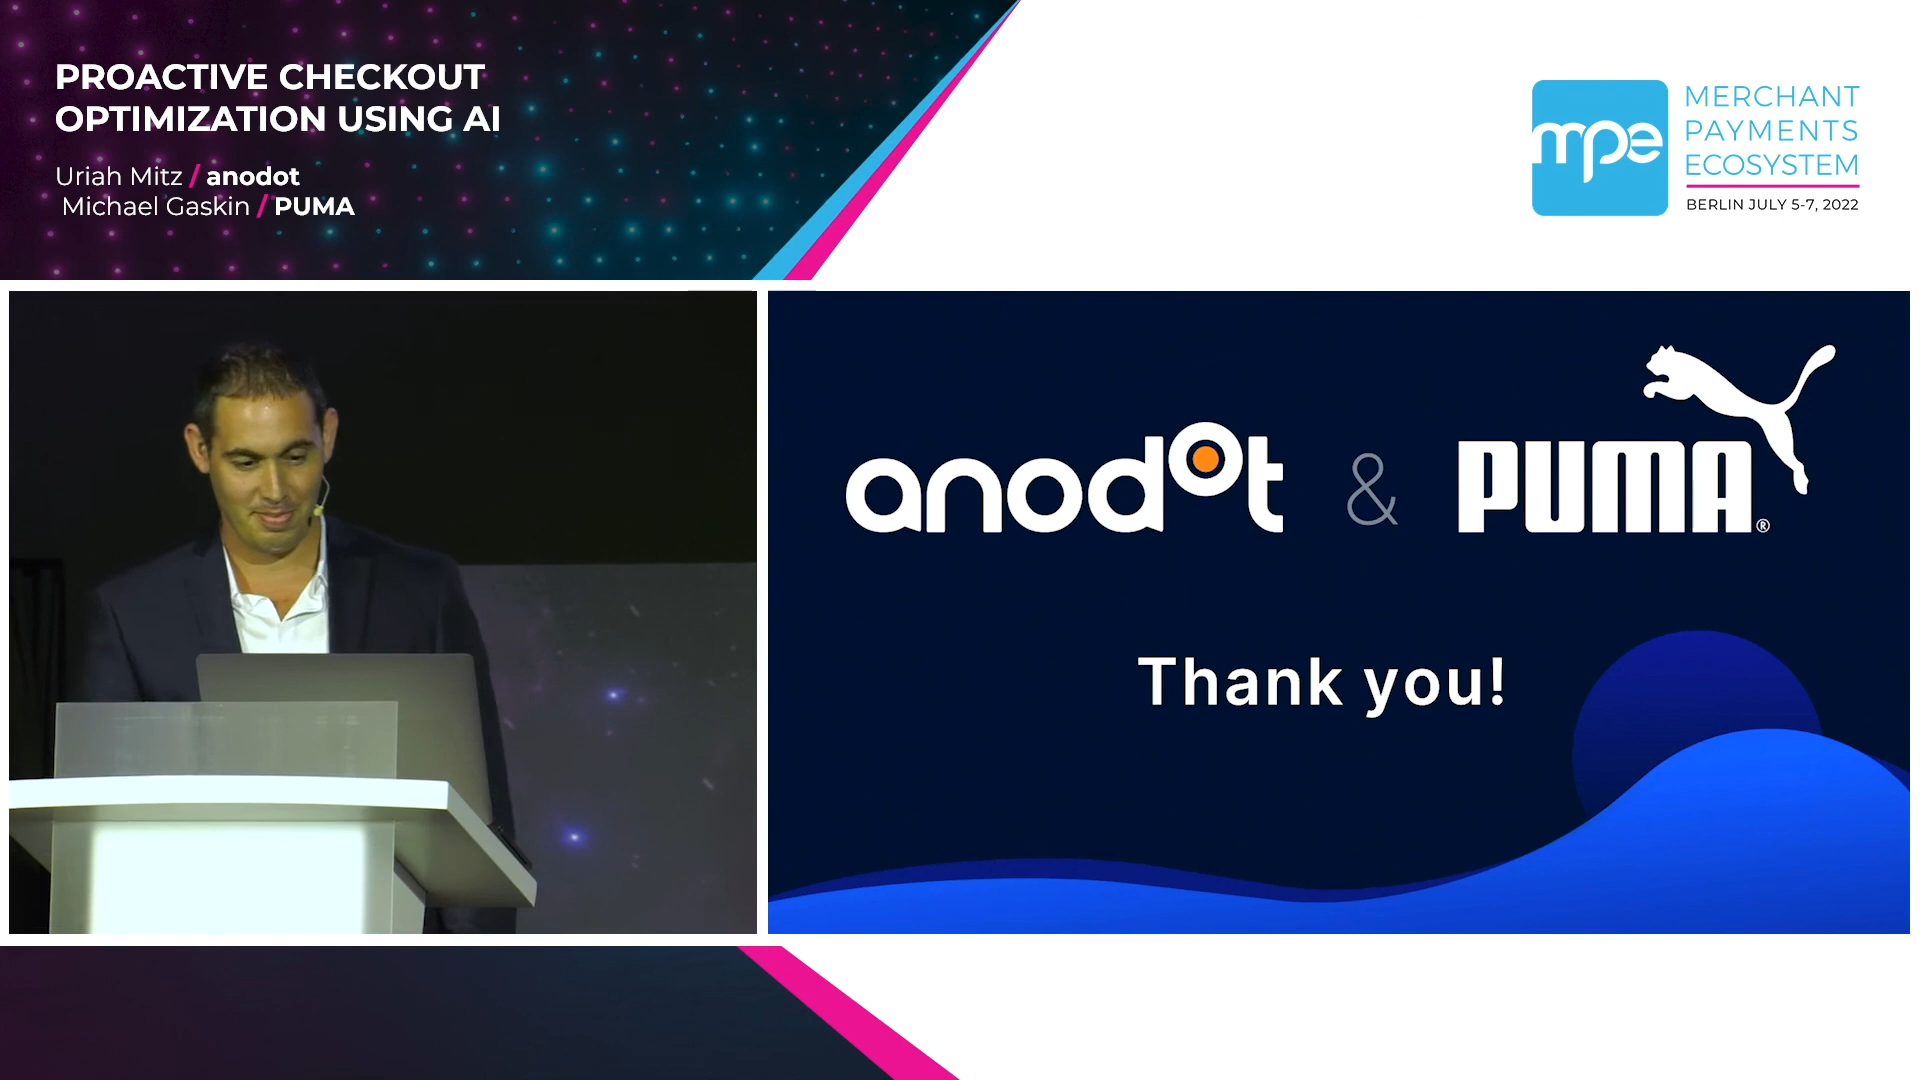 PROACTIVE CHECKOUT
OPTIMIZATION USING AI
Uriah Mitz / anodot
Michael Gaskin / PUMA
mpe
MERCHANT
PAYMENTS
ECOSYSTEM
BERLIN JULY 5-7, 2022
anodot & PUMA®
Thank you!